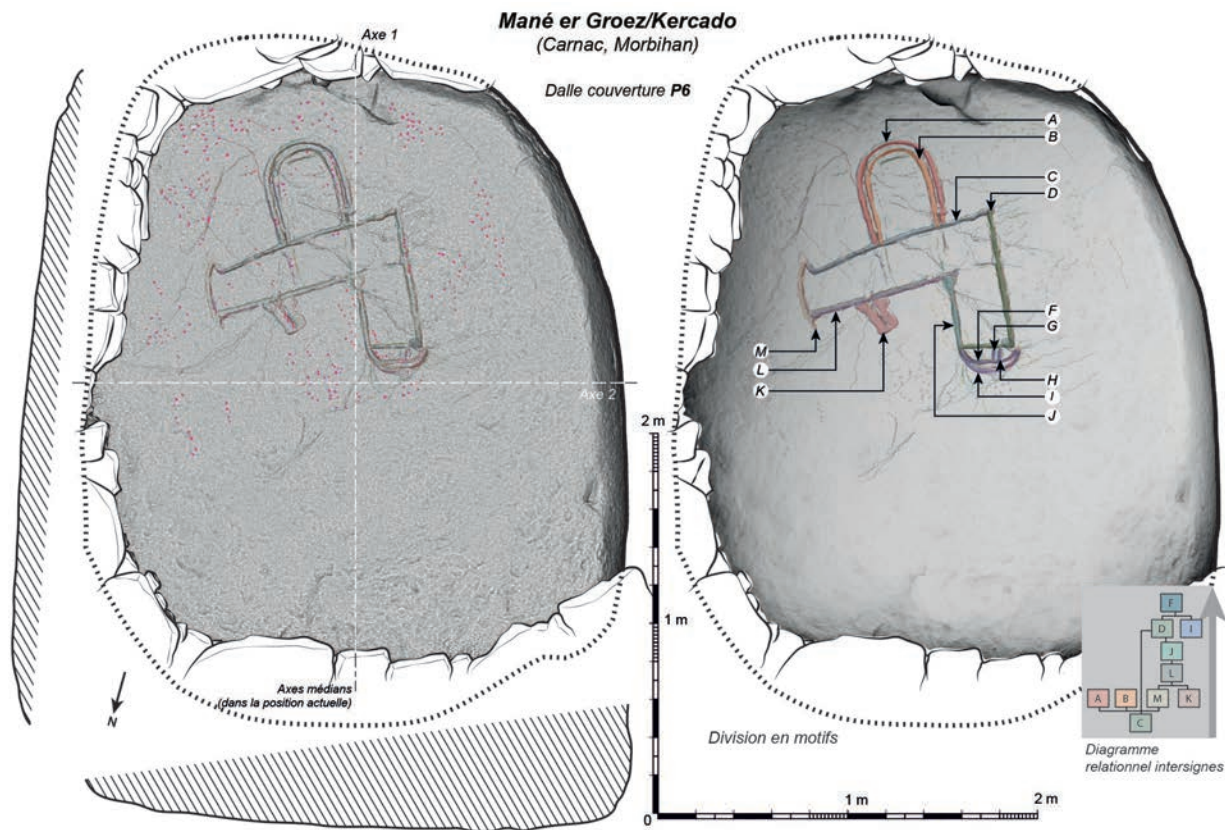 Mané er Groez/Kercado
(Carnac, Morbihan)
Dalle couverture P6
Axe 1
Axe 2
Axes médians
(dans la position actuelle)
N
A
B
C
D
F
G
H
I
J
M
L
K
2 m
1 m
0
1 m
2 m
Division en motifs
F
D I
J
L
A B M K
C
Diagramme
relationnel intersignes